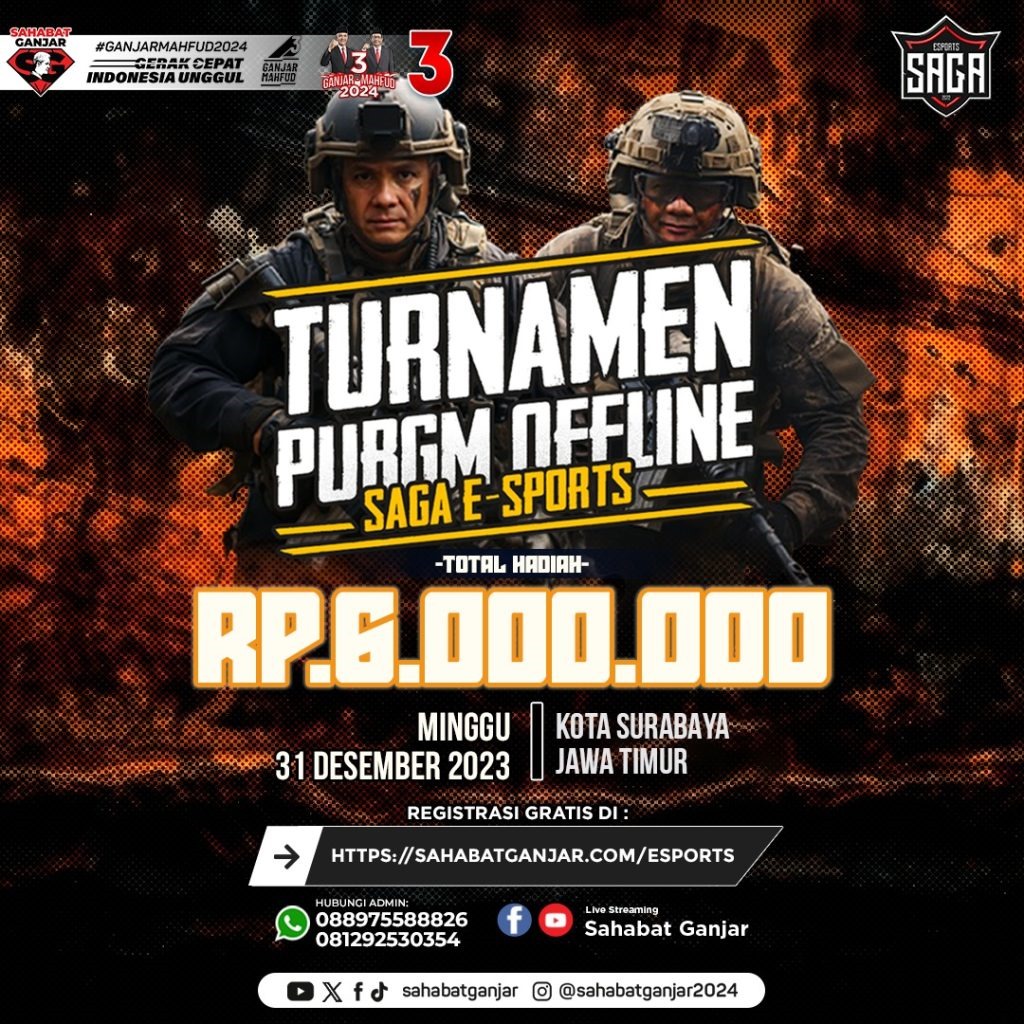 SAHABAT
GANJAR
#GANJARMAHFUD2024
GERAK CEPAT
INDONESIA UNGGUL
3
GANJAR
MAHFUD
3
GANJAR - MAHFUD
2024
3
ESPORTS
SAGA
TURNAMEN
PUBGM OFFLINE
SAGA E-SPORTS
-TOTAL HADIAH-
RP.6.000.000
MINGGU
31 DESEMBER 2023
KOTA SURABAYA
JAWA TIMUR
REGISTRASI GRATIS DI :
HTTPS://SAHABATGANJAR.COM/ESPORTS
HUBUNGI ADMIN:
088975588826
081292530354
Live Streaming
Sahabat Ganjar
sahabatganjar
@sahabatganjar2024